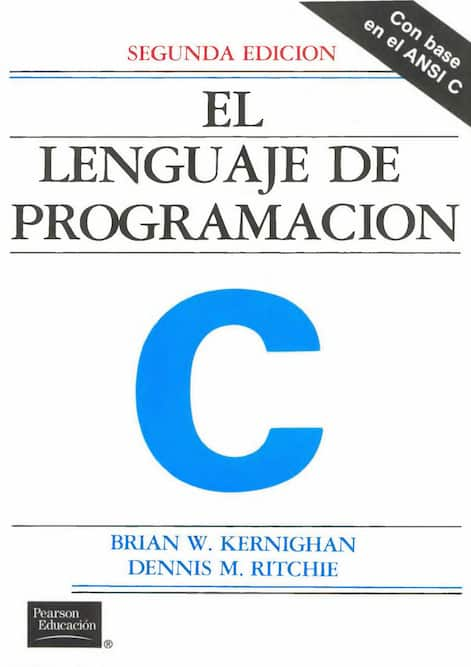 Con base
en el ANSI C
SEGUNDA EDICION
EL
LENGUAJE DE
PROGRAMACION
C
BRIAN W. KERNIGHAN
DENNIS M. RITCHIE
Pearson
Educación
®